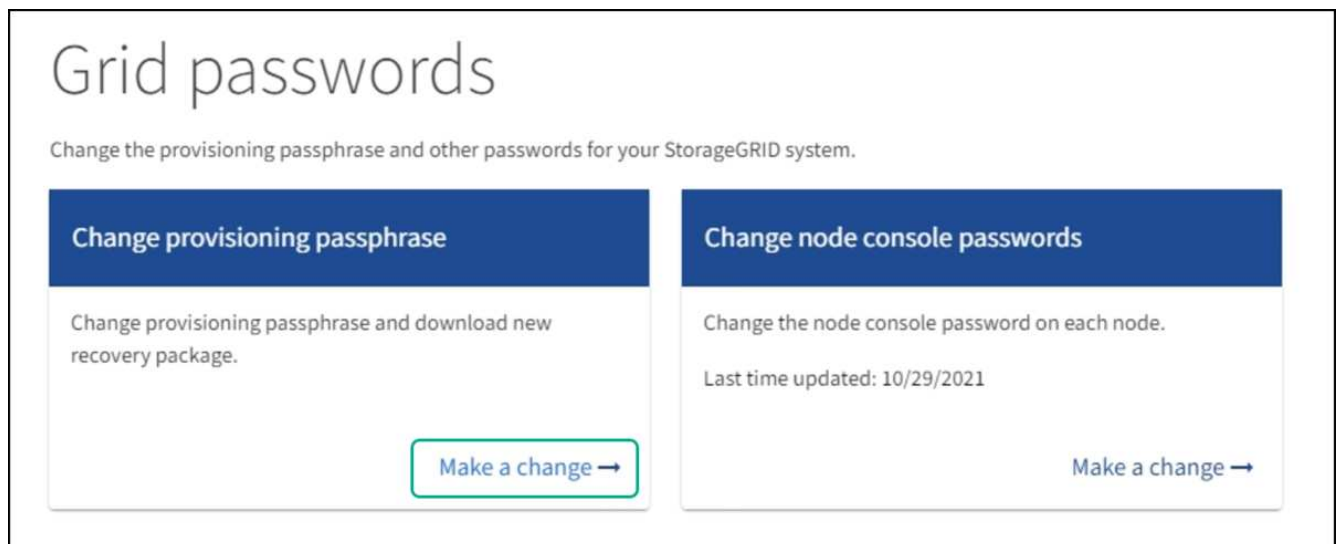 Grid passwords
Change the provisioning passphrase and other passwords for your StorageGRID system.
Change provisioning passphrase
Change provisioning passphrase and download new
recovery package.
Make a change →
Change node console passwords
Change the node console password on each node.
Last time updated: 10/29/2021
Make a change →